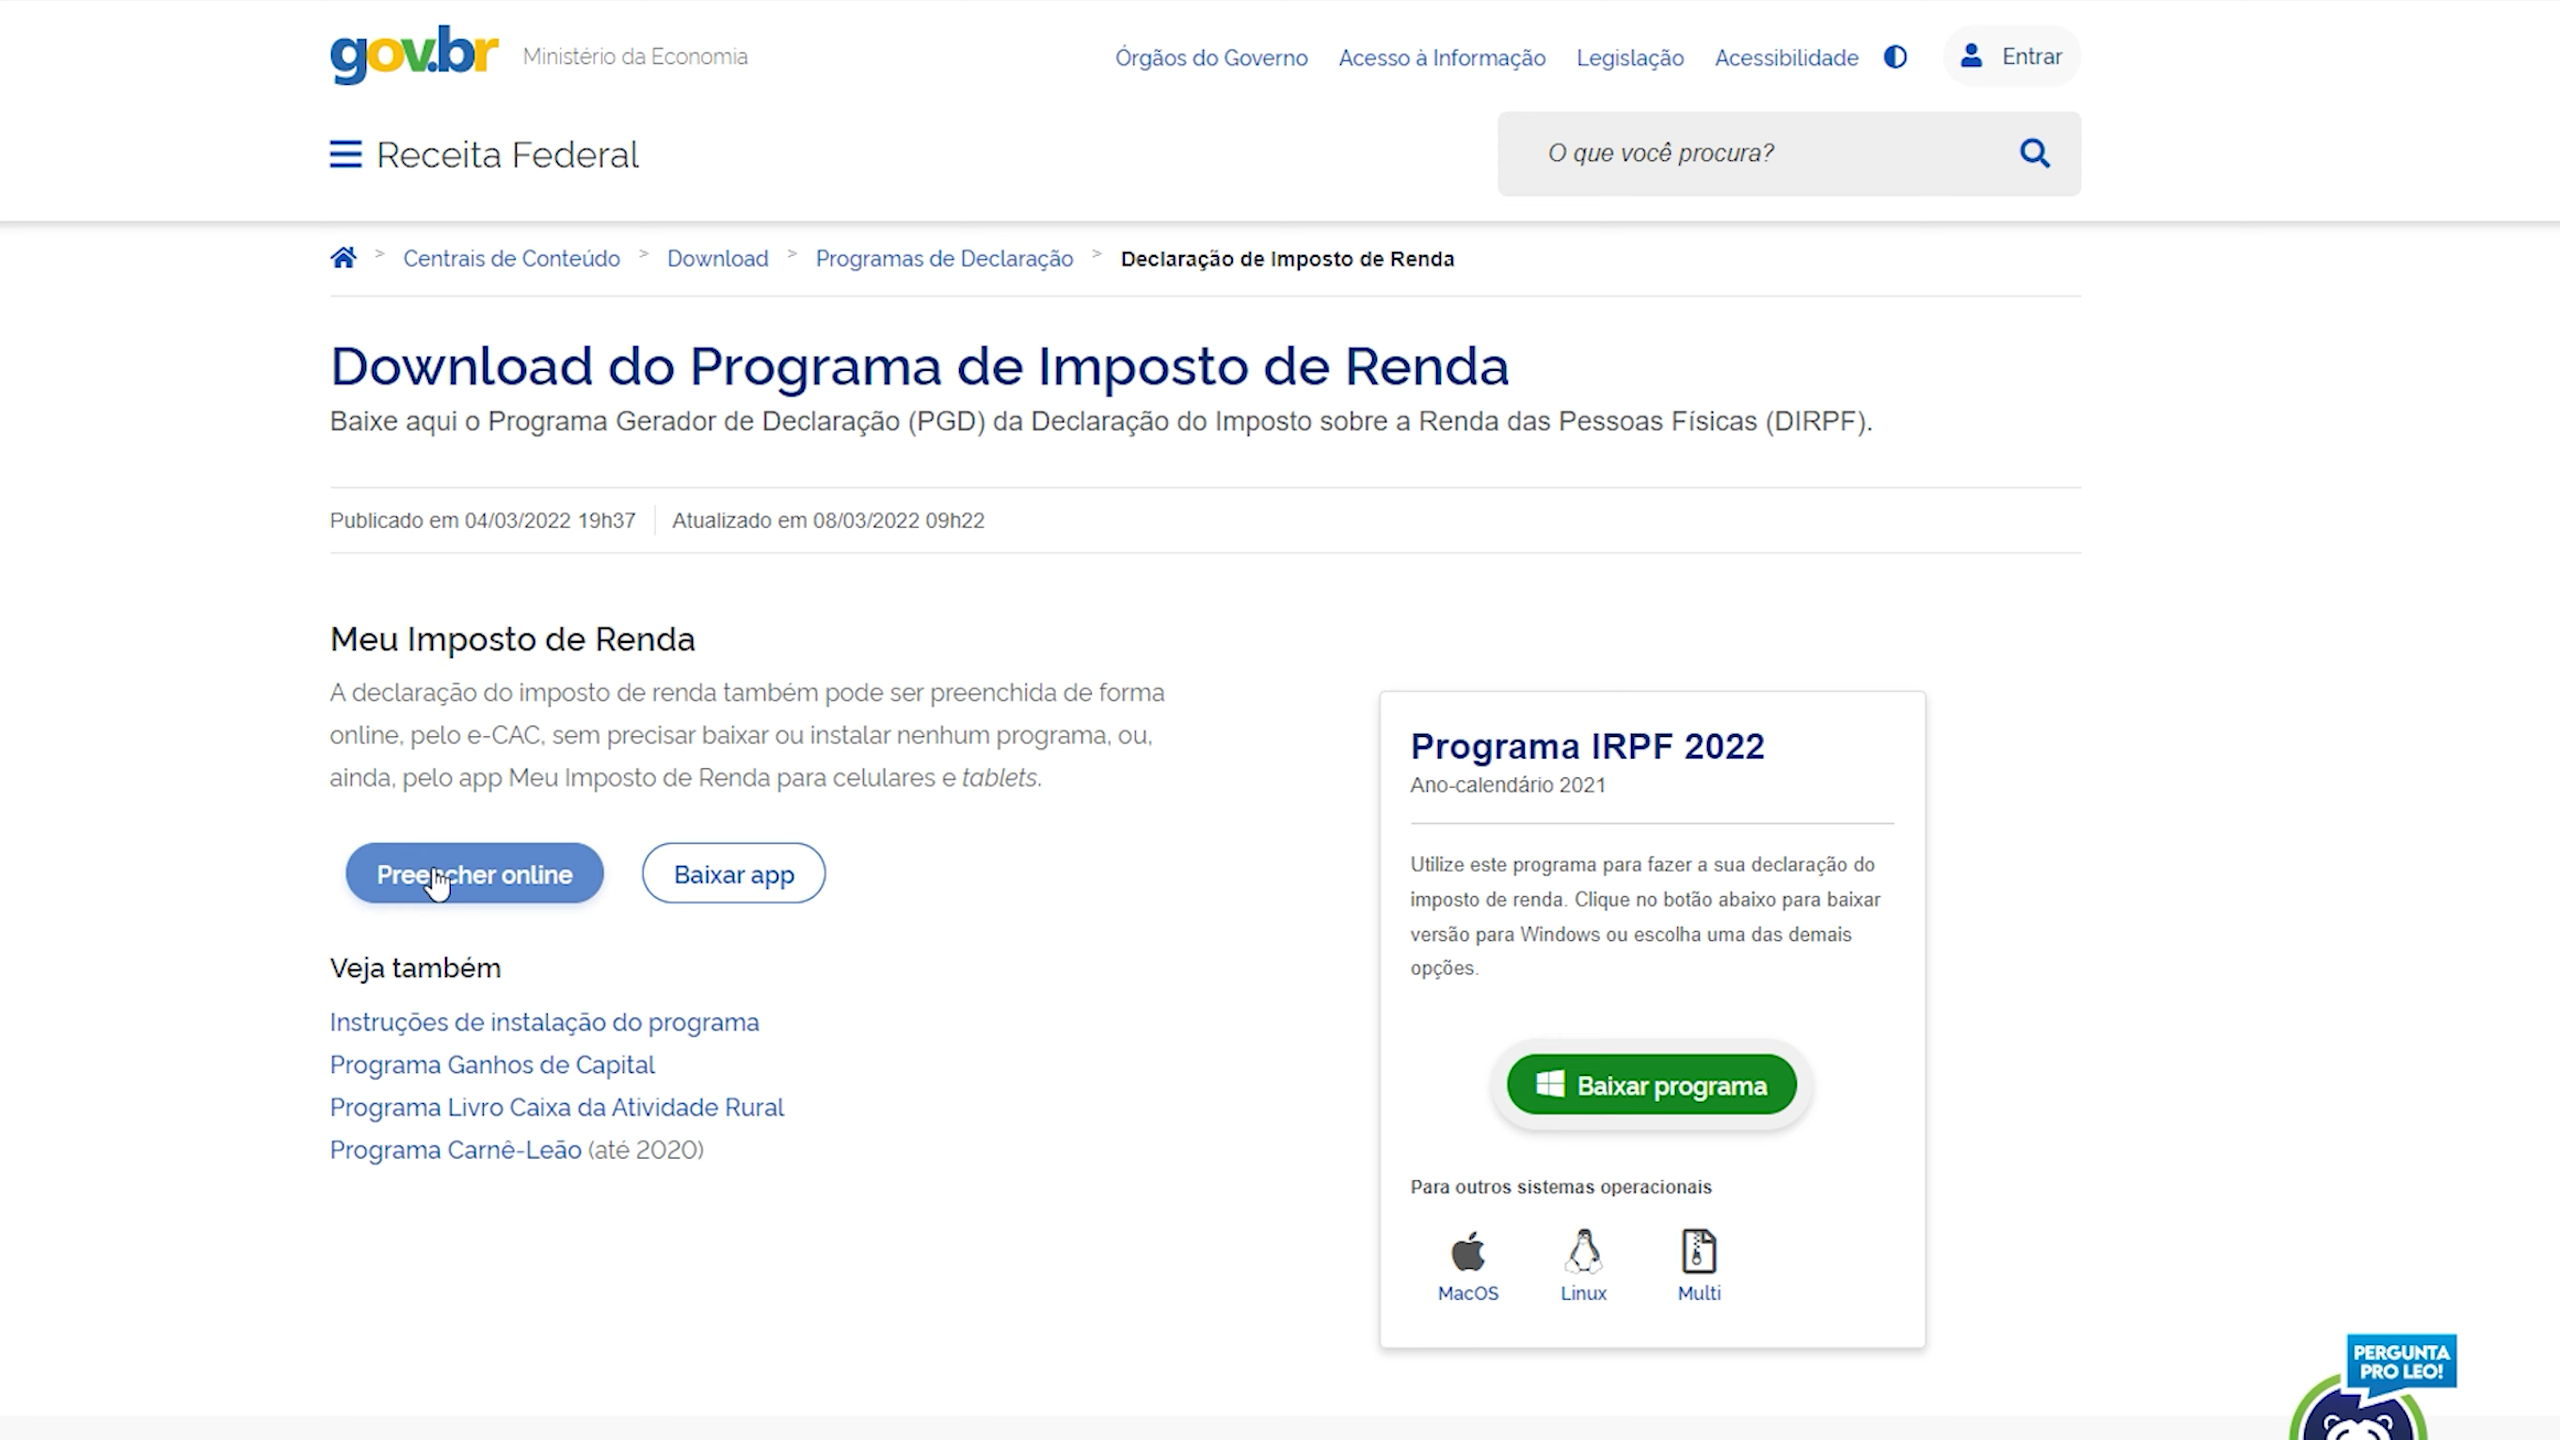 gov.br Ministério da Economia
Órgãos do Governo Acesso à Informação Legislação Acessibilidade Entrar
Receita Federal
O que você procura?
> Centrais de Conteúdo > Download > Programas de Declaração > Declaração de Imposto de Renda
Download do Programa de Imposto de Renda
Baixe aqui o Programa Gerador de Declaração (PGD) da Declaração do Imposto sobre a Renda das Pessoas Físicas (DIRPF).
Publicado em 04/03/2022 19h37 Atualizado em 08/03/2022 09h22
Meu Imposto de Renda
A declaração do imposto de renda também pode ser preenchida de forma
online, pelo e-CAC, sem precisar baixar ou instalar nenhum programa, ou,
ainda, pelo app Meu Imposto de Renda para celulares e tablets.
Preencher online Baixar app
Veja também
Instruções de instalação do programa
Programa Ganhos de Capital
Programa Livro Caixa da Atividade Rural
Programa Carnê-Leão (até 2020)
Programa IRPF 2022
Ano-calendário 2021
Utilize este programa para fazer a sua declaração do
imposto de renda. Clique no botão abaixo para baixar
versão para Windows ou escolha uma das demais
opções.
Baixar programa
Para outros sistemas operacionais
MacOS Linux Multi
PERGUNTA
PRO LEO!